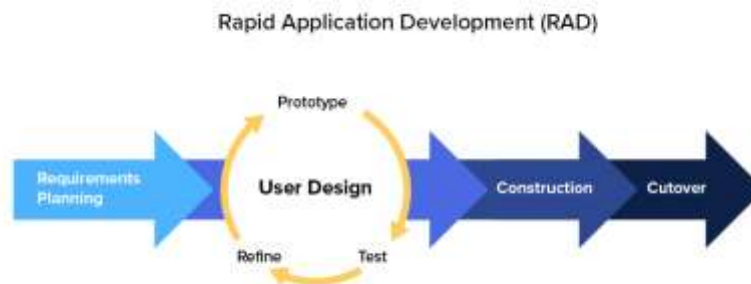 Rapid Application Development (RAD)
Prototype
Requirements
Planning
User Design
Construction
Cutover
Refine
Test